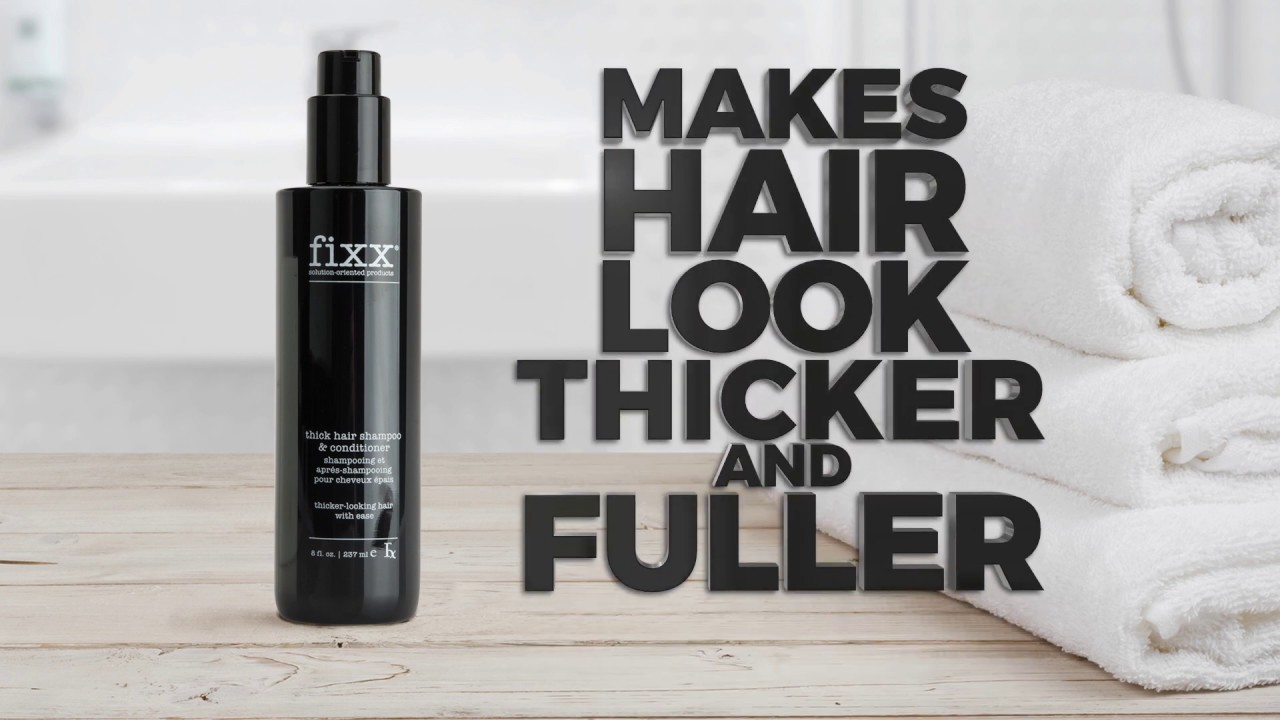 fixx®
solution-oriented products
thick hair shampoo
& conditioner
shampooing et
après-shampooing
pour cheveux épais
thicker-looking hair
with ease
8 fl. oz. | 237 ml e fx
MAKES
HAIR
LOOK
THICKER
AND
FULLER